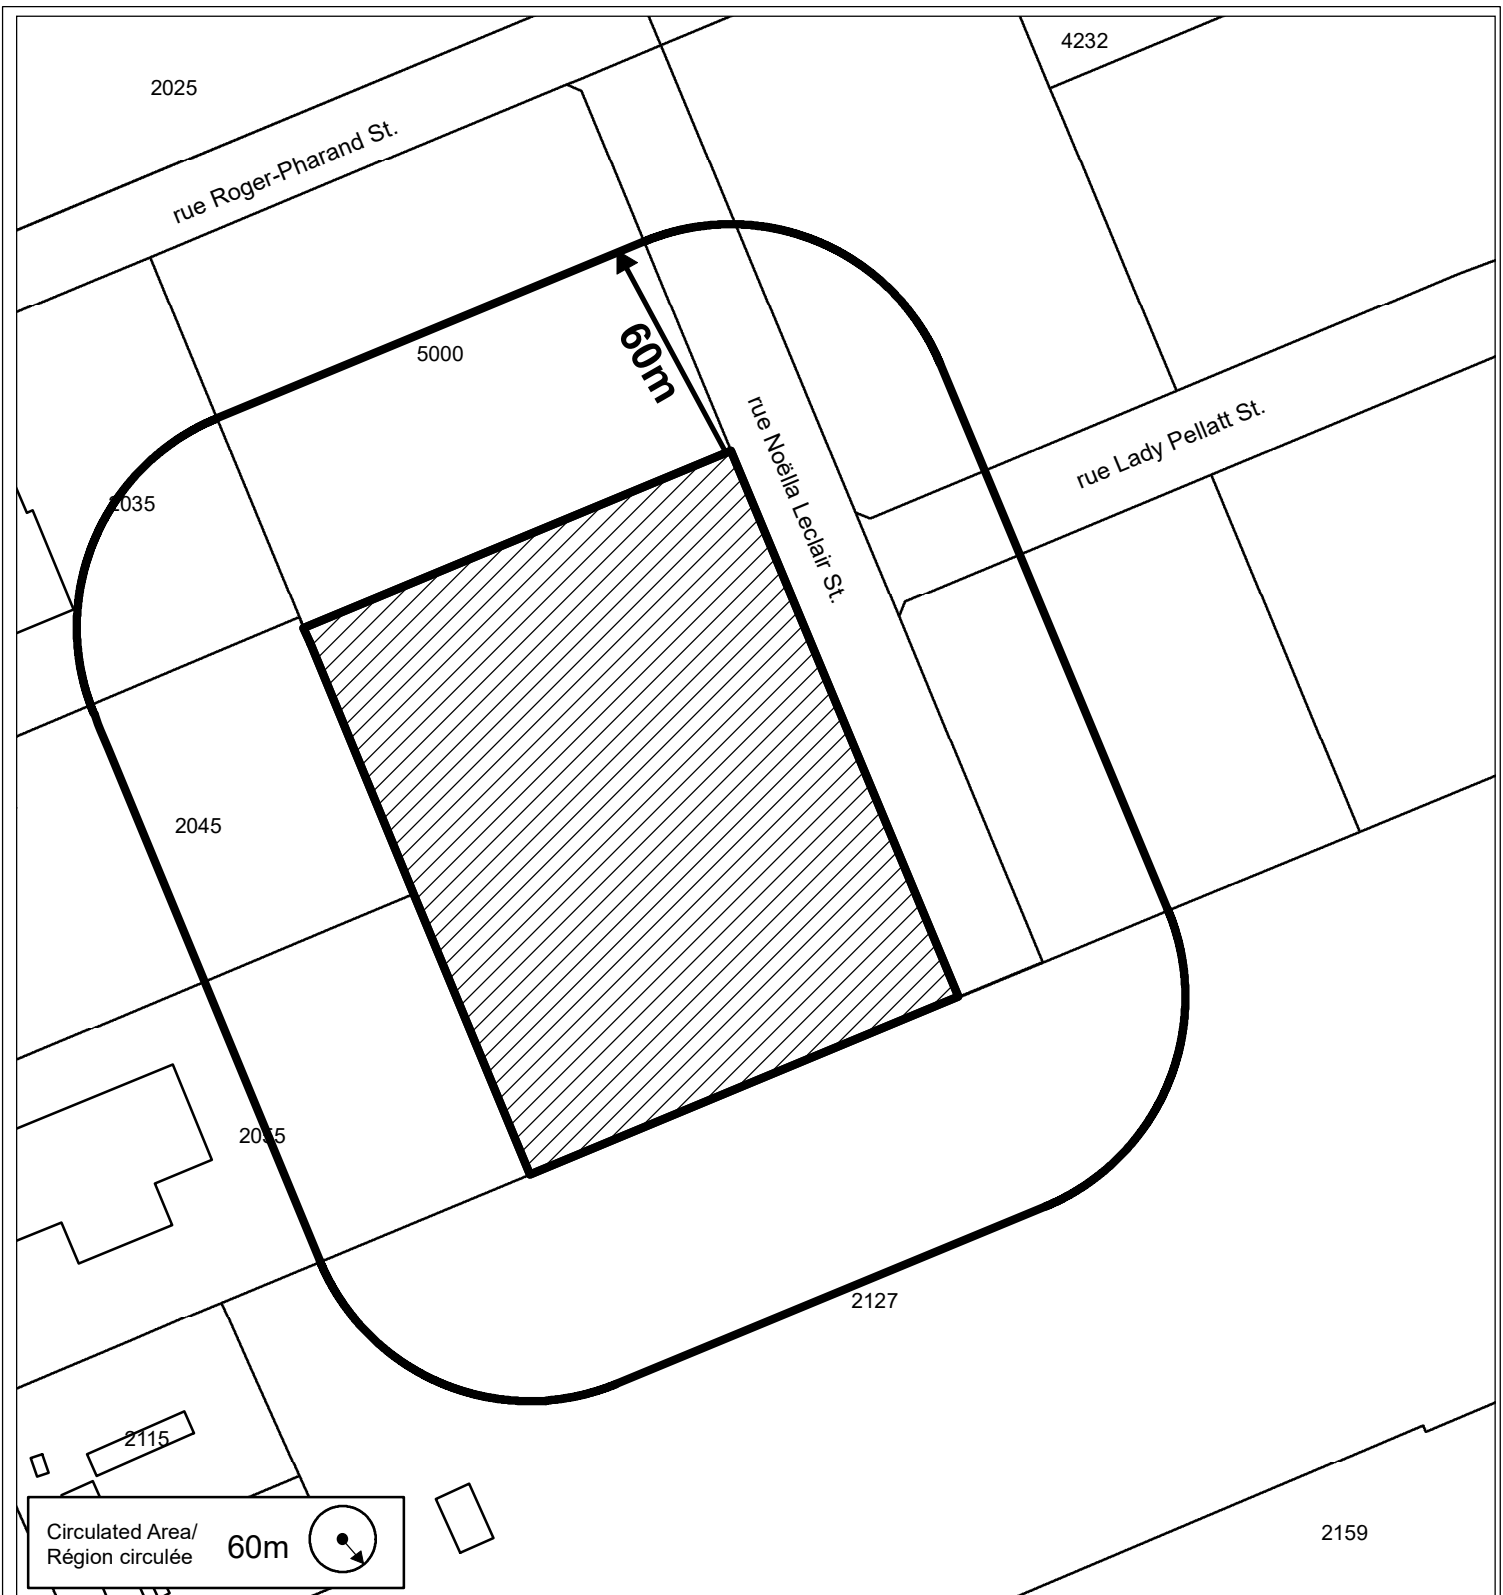 4232
2025
rue Roger-Pharand St.
5000
60m
rue Noëlla Leclair St.
rue Lady Pellatt St.
2035
2045
2055
2127
2115
Circulated Area/
Région circulée
60m
2159